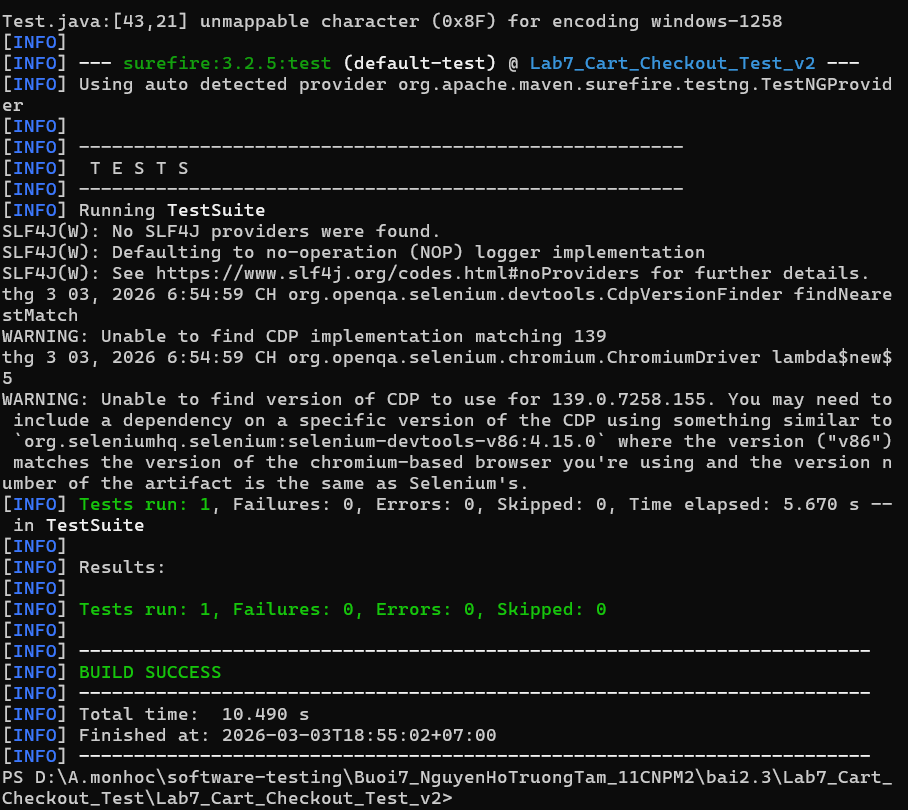 Test.java:[43,21] unmappable character (0x8F) for encoding windows-1258
[INFO]
[INFO] --- surefire:3.2.5:test (default-test) @ Lab7_Cart_Checkout_Test_v2 ---
[INFO] Using auto detected provider org.apache.maven.surefire.testng.TestNGProvid
er
[INFO]
[INFO] -------------------------------------------------------
[INFO]  T E S T S
[INFO] -------------------------------------------------------
[INFO] Running TestSuite
SLF4J(W): No SLF4J providers were found.
SLF4J(W): Defaulting to no-operation (NOP) logger implementation
SLF4J(W): See https://www.slf4j.org/codes.html#noProviders for further details.
thg 3 03, 2026 6:54:59 CH org.openqa.selenium.devtools.CdpVersionFinder findNeare
stMatch
WARNING: Unable to find CDP implementation matching 139
thg 3 03, 2026 6:54:59 CH org.openqa.selenium.chromium.ChromiumDriver lambda$new$
5
WARNING: Unable to find version of CDP to use for 139.0.7258.155. You may need to
 include a dependency on a specific version of the CDP using something similar to
 `org.seleniumhq.selenium:selenium-devtools-v86:4.15.0` where the version ("v86")
 matches the version of the chromium-based browser you're using and the version n
umber of the artifact is the same as Selenium's.
[INFO] Tests run: 1, Failures: 0, Errors: 0, Skipped: 0, Time elapsed: 5.670 s --
 in TestSuite
[INFO]
[INFO] Results:
[INFO]
[INFO] Tests run: 1, Failures: 0, Errors: 0, Skipped: 0
[INFO]
[INFO] ------------------------------------------------------------------------
[INFO] BUILD SUCCESS
[INFO] ------------------------------------------------------------------------
[INFO] Total time:  10.490 s
[INFO] Finished at: 2026-03-03T18:55:02+07:00
[INFO] ------------------------------------------------------------------------
PS D:\A.monhoc\software-testing\Buoi7_NguyenHoTruongTam_11CNPM2\bai2.3\Lab7_Cart_
Checkout_Test\Lab7_Cart_Checkout_Test_v2>